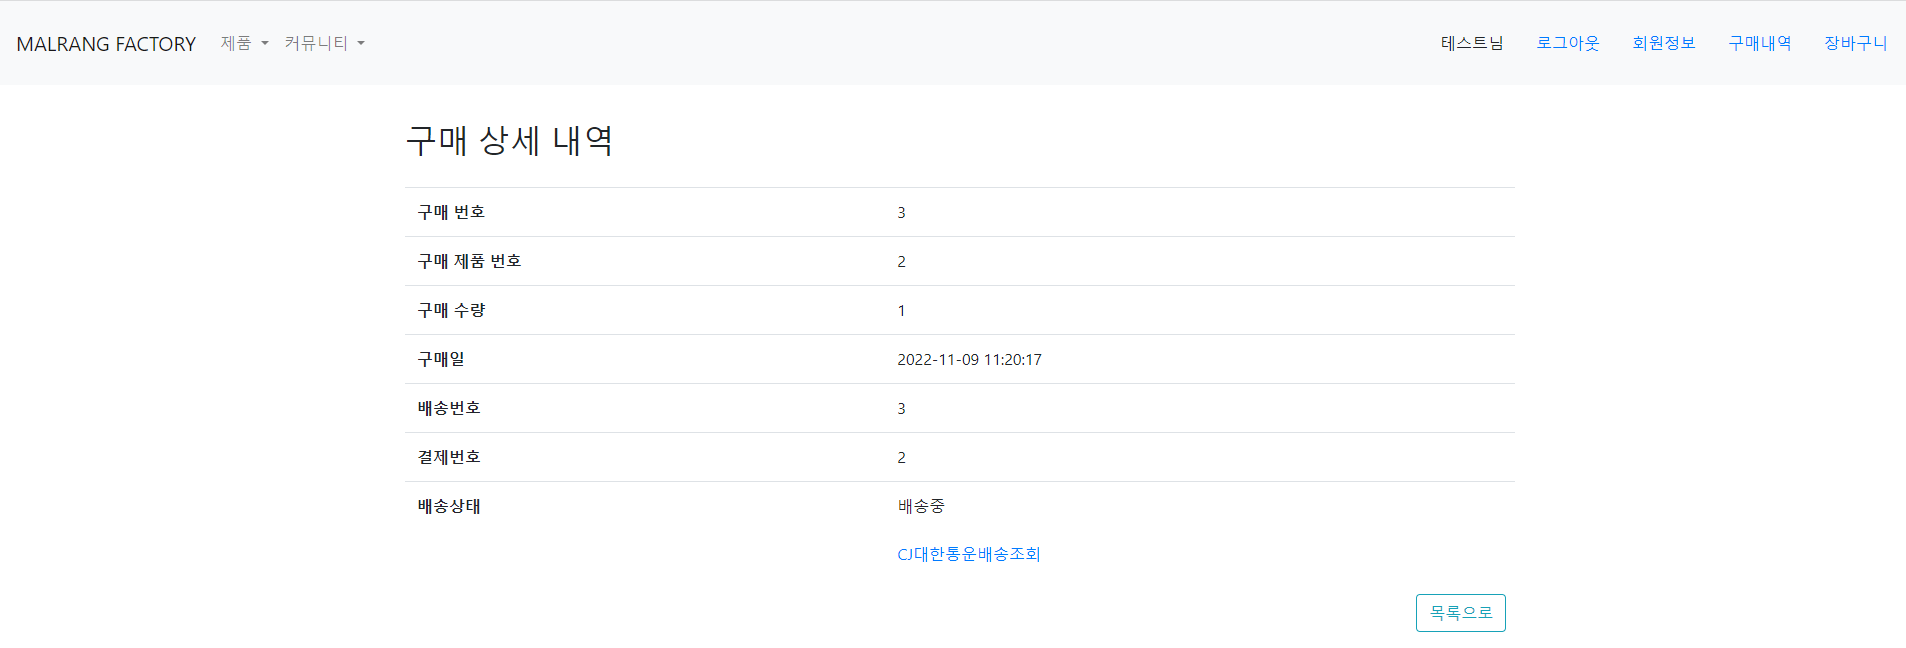 MALRANG FACTORY 제품 커뮤니티 테스트님 로그아웃 회원정보 구매내역 장바구니
구매 상세 내역
구매 번호 3
구매 제품 번호 2
구매 수량 1
구매일 2022-11-09 11:20:17
배송번호 3
결제번호 2
배송상태 배송중
CJ대한통운배송조회
목록으로